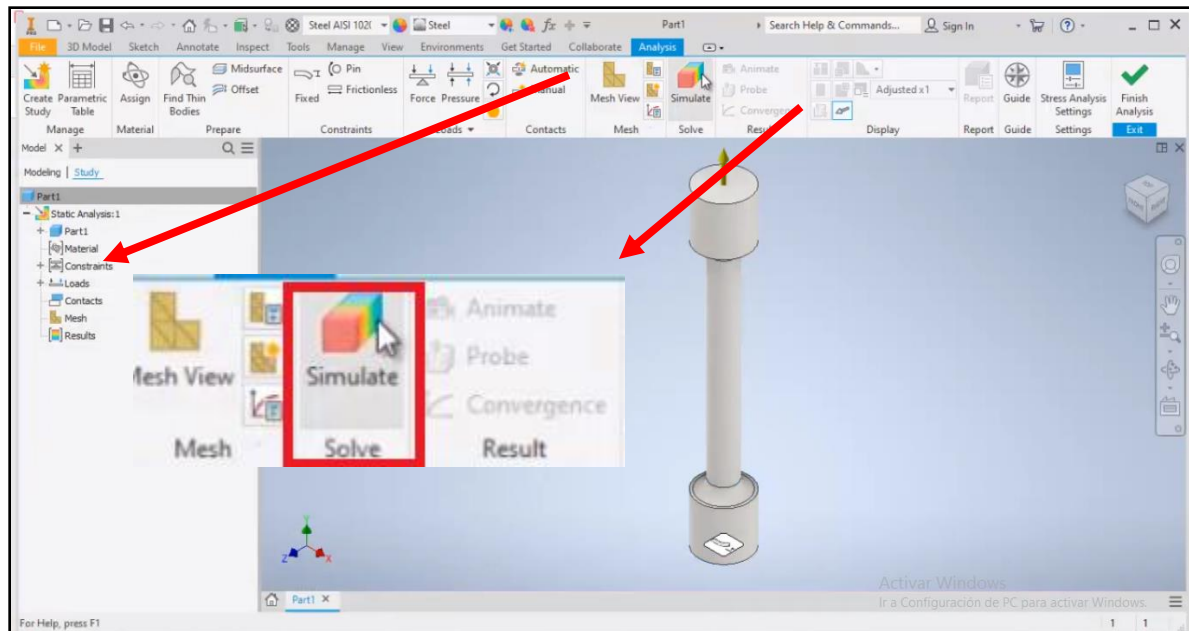 Steel AISI 102( Steel fx Part1 Search Help & Commands... Sign In
File 3D Model Sketch Annotate Inspect Tools Manage View Environments Get Started Collaborate Analysis
Midsurface Pin Automatic Animate
Offset Frictionless Manual Probe Adjusted x1
Create Study Parametric Table Assign Find Thin Bodies Fixed Force Pressure Mesh View Simulate Convergence Report Guide Stress Analysis Settings Finish Analysis
Manage Material Prepare Constraints Loads Contacts Mesh Solve Result Display Report Guide Settings Exit
Model
Modeling | Study
Part1
Static Analysis:1
Part1
Material
Constraints
Loads
Contacts
Mesh
Results
Animate
Probe
Mesh View Simulate
Convergence
Mesh Solve Result
Y
Z X
Activar Windows
Ir a Configuración de PC para activar Windows.
Part1
For Help, press F1 1 1